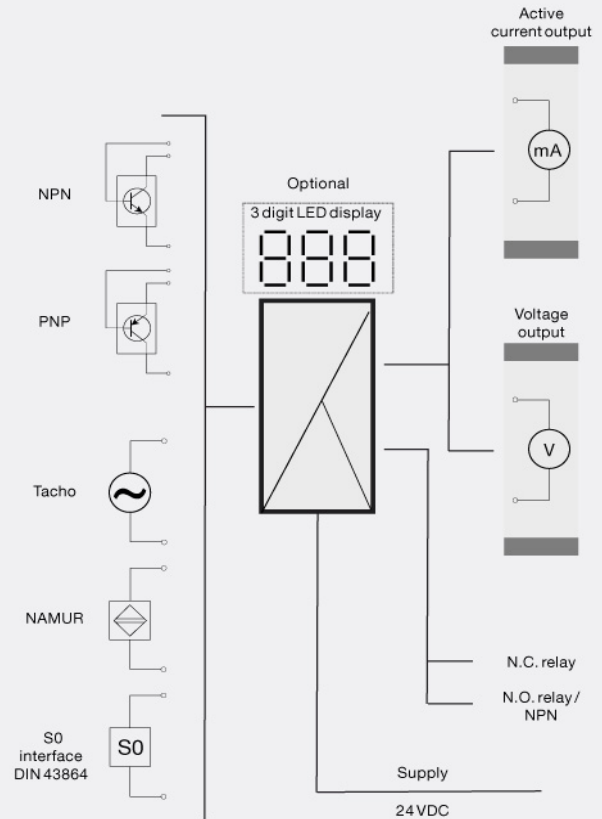 Active
current output
mA
NPN
Optional
3 digit LED display
888
PNP
Voltage
output
V
Tacho
NAMUR
N.C. relay
N.O. relay /
NPN
S0
interface
DIN 43864
S0
Supply
24 VDC